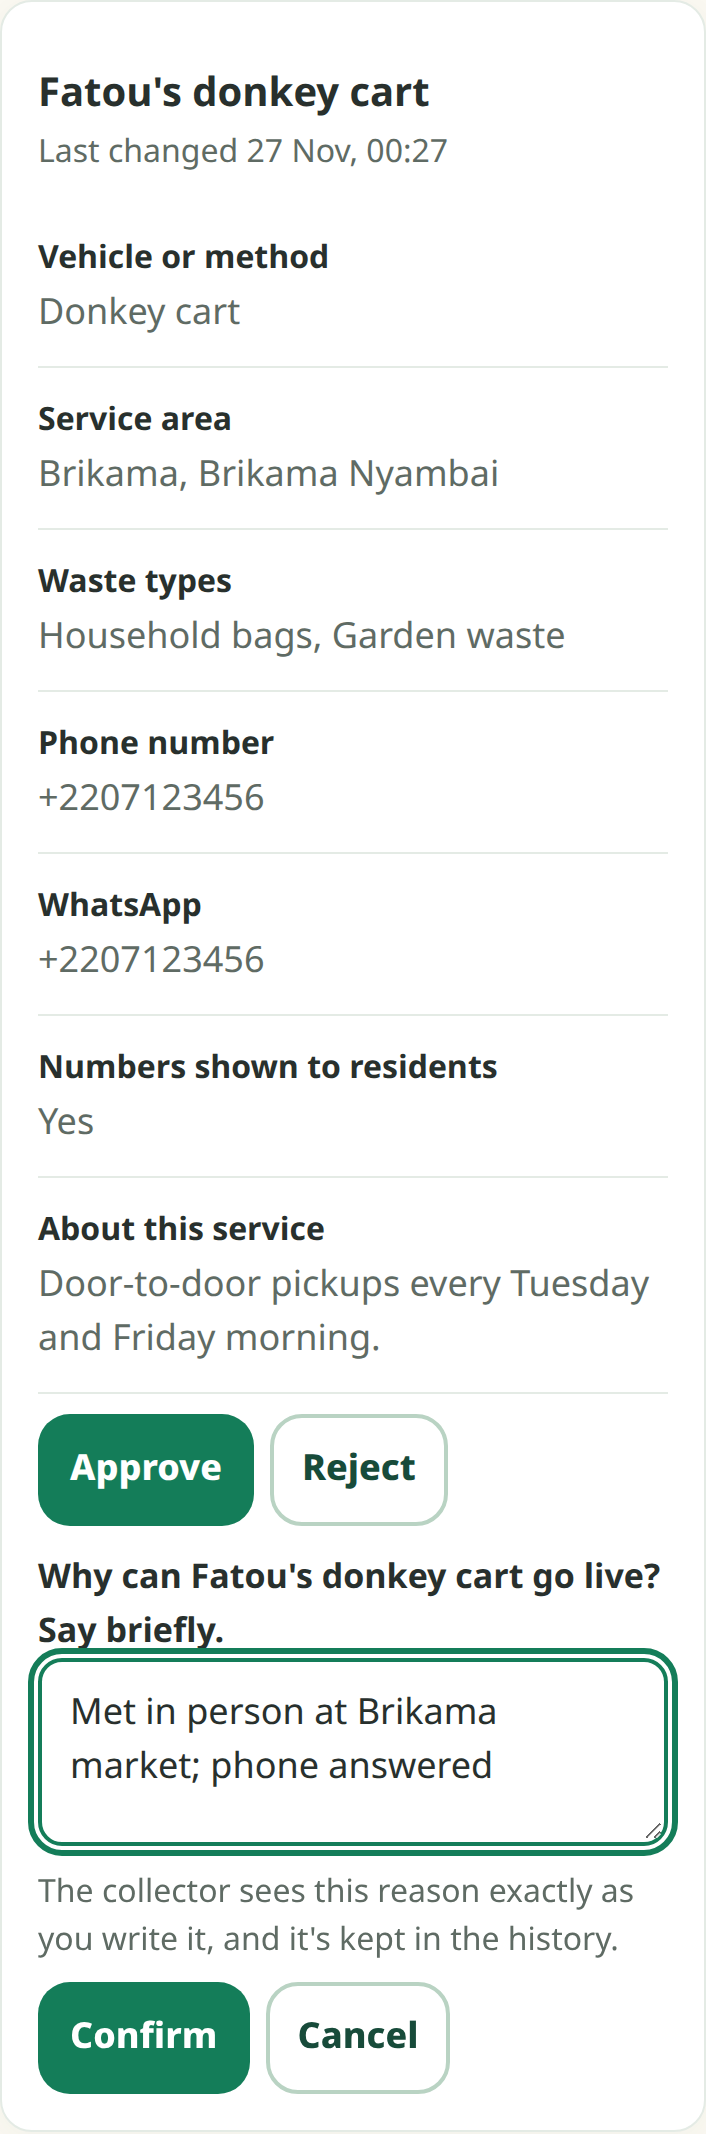 Fatou's donkey cart
Last changed 27 Nov, 00:27
Vehicle or method
Donkey cart
Service area
Brikama, Brikama Nyambai
Waste types
Household bags, Garden waste
Phone number
+2207123456
WhatsApp
+2207123456
Numbers shown to residents
Yes
About this service
Door-to-door pickups every Tuesday
and Friday morning.
Approve Reject
Why can Fatou's donkey cart go live?
Say briefly.
Met in person at Brikama
market; phone answered
The collector sees this reason exactly as
you write it, and it's kept in the history.
Confirm Cancel